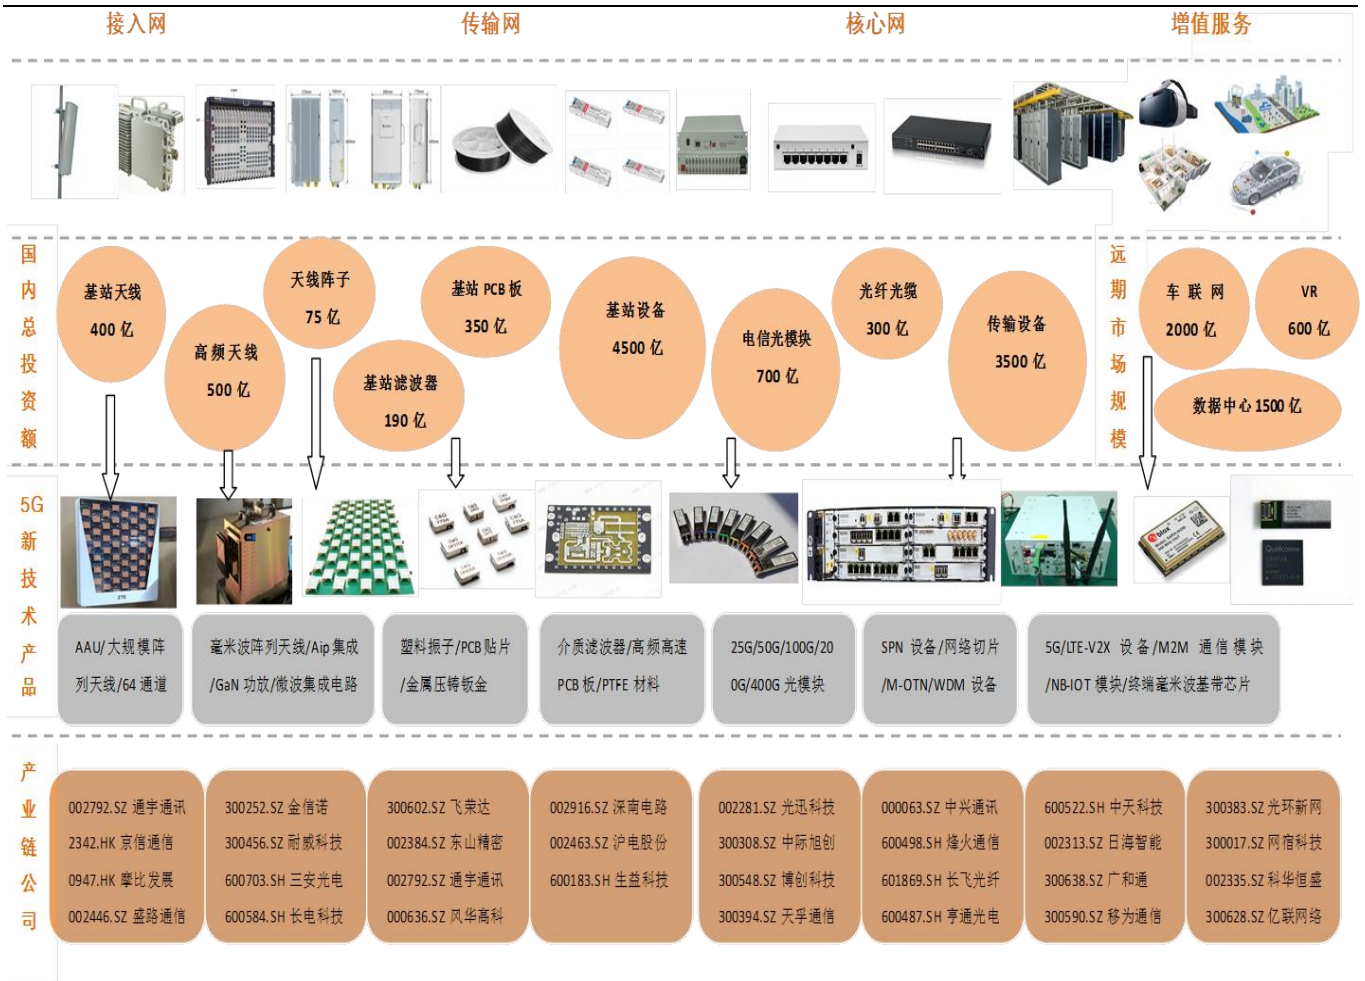 接入网
传输网
核心网
增值服务
国内总投资额
基站天线
400 亿
高频天线
500 亿
天线阵子
75 亿
基站滤波器
190 亿
基站 PCB 板
350 亿
基站设备
4500 亿
电信光模块
700 亿
光纤光缆
300 亿
传输设备
3500 亿
远期市场规模
车 联 网
2000 亿
VR
600 亿
数据中心 1500 亿
5G新技术产品
AAU/大规模阵
列天线/64 通道
毫米波阵列天线/Aip 集成
/GaN 功放/微波集成电路
塑料振子/PCB 贴片
/金属压铸钣金
介质滤波器/高频高速
PCB 板/PTFE 材料
25G/50G/100G/20
0G/400G 光模块
SPN 设备/网络切片
/M-OTN/WDM 设备
5G/LTE-V2X 设备/M2M 通信模块
/NB-IOT 模块/终端毫米波基带芯片
产业链公司
002792.SZ 通宇通讯
2342.HK 京信通信
0947.HK 摩比发展
002446.SZ 盛路通信
300252.SZ 金信诺
300456.SZ 耐威科技
600703.SH 三安光电
600584.SH 长电科技
300602.SZ 飞荣达
002384.SZ 东山精密
002792.SZ 通宇通讯
000636.SZ 风华高科
002916.SZ 深南电路
002463.SZ 沪电股份
600183.SH 生益科技
002281.SZ 光迅科技
300308.SZ 中际旭创
300548.SZ 博创科技
300394.SZ 天孚通信
000063.SZ 中兴通讯
600498.SH 烽火通信
601869.SH 长飞光纤
600487.SH 亨通光电
600522.SH 中天科技
002313.SZ 日海智能
300638.SZ 广和通
300590.SZ 移为通信
300383.SZ 光环新网
300017.SZ 网宿科技
002335.SZ 科华恒盛
300628.SZ 亿联网络